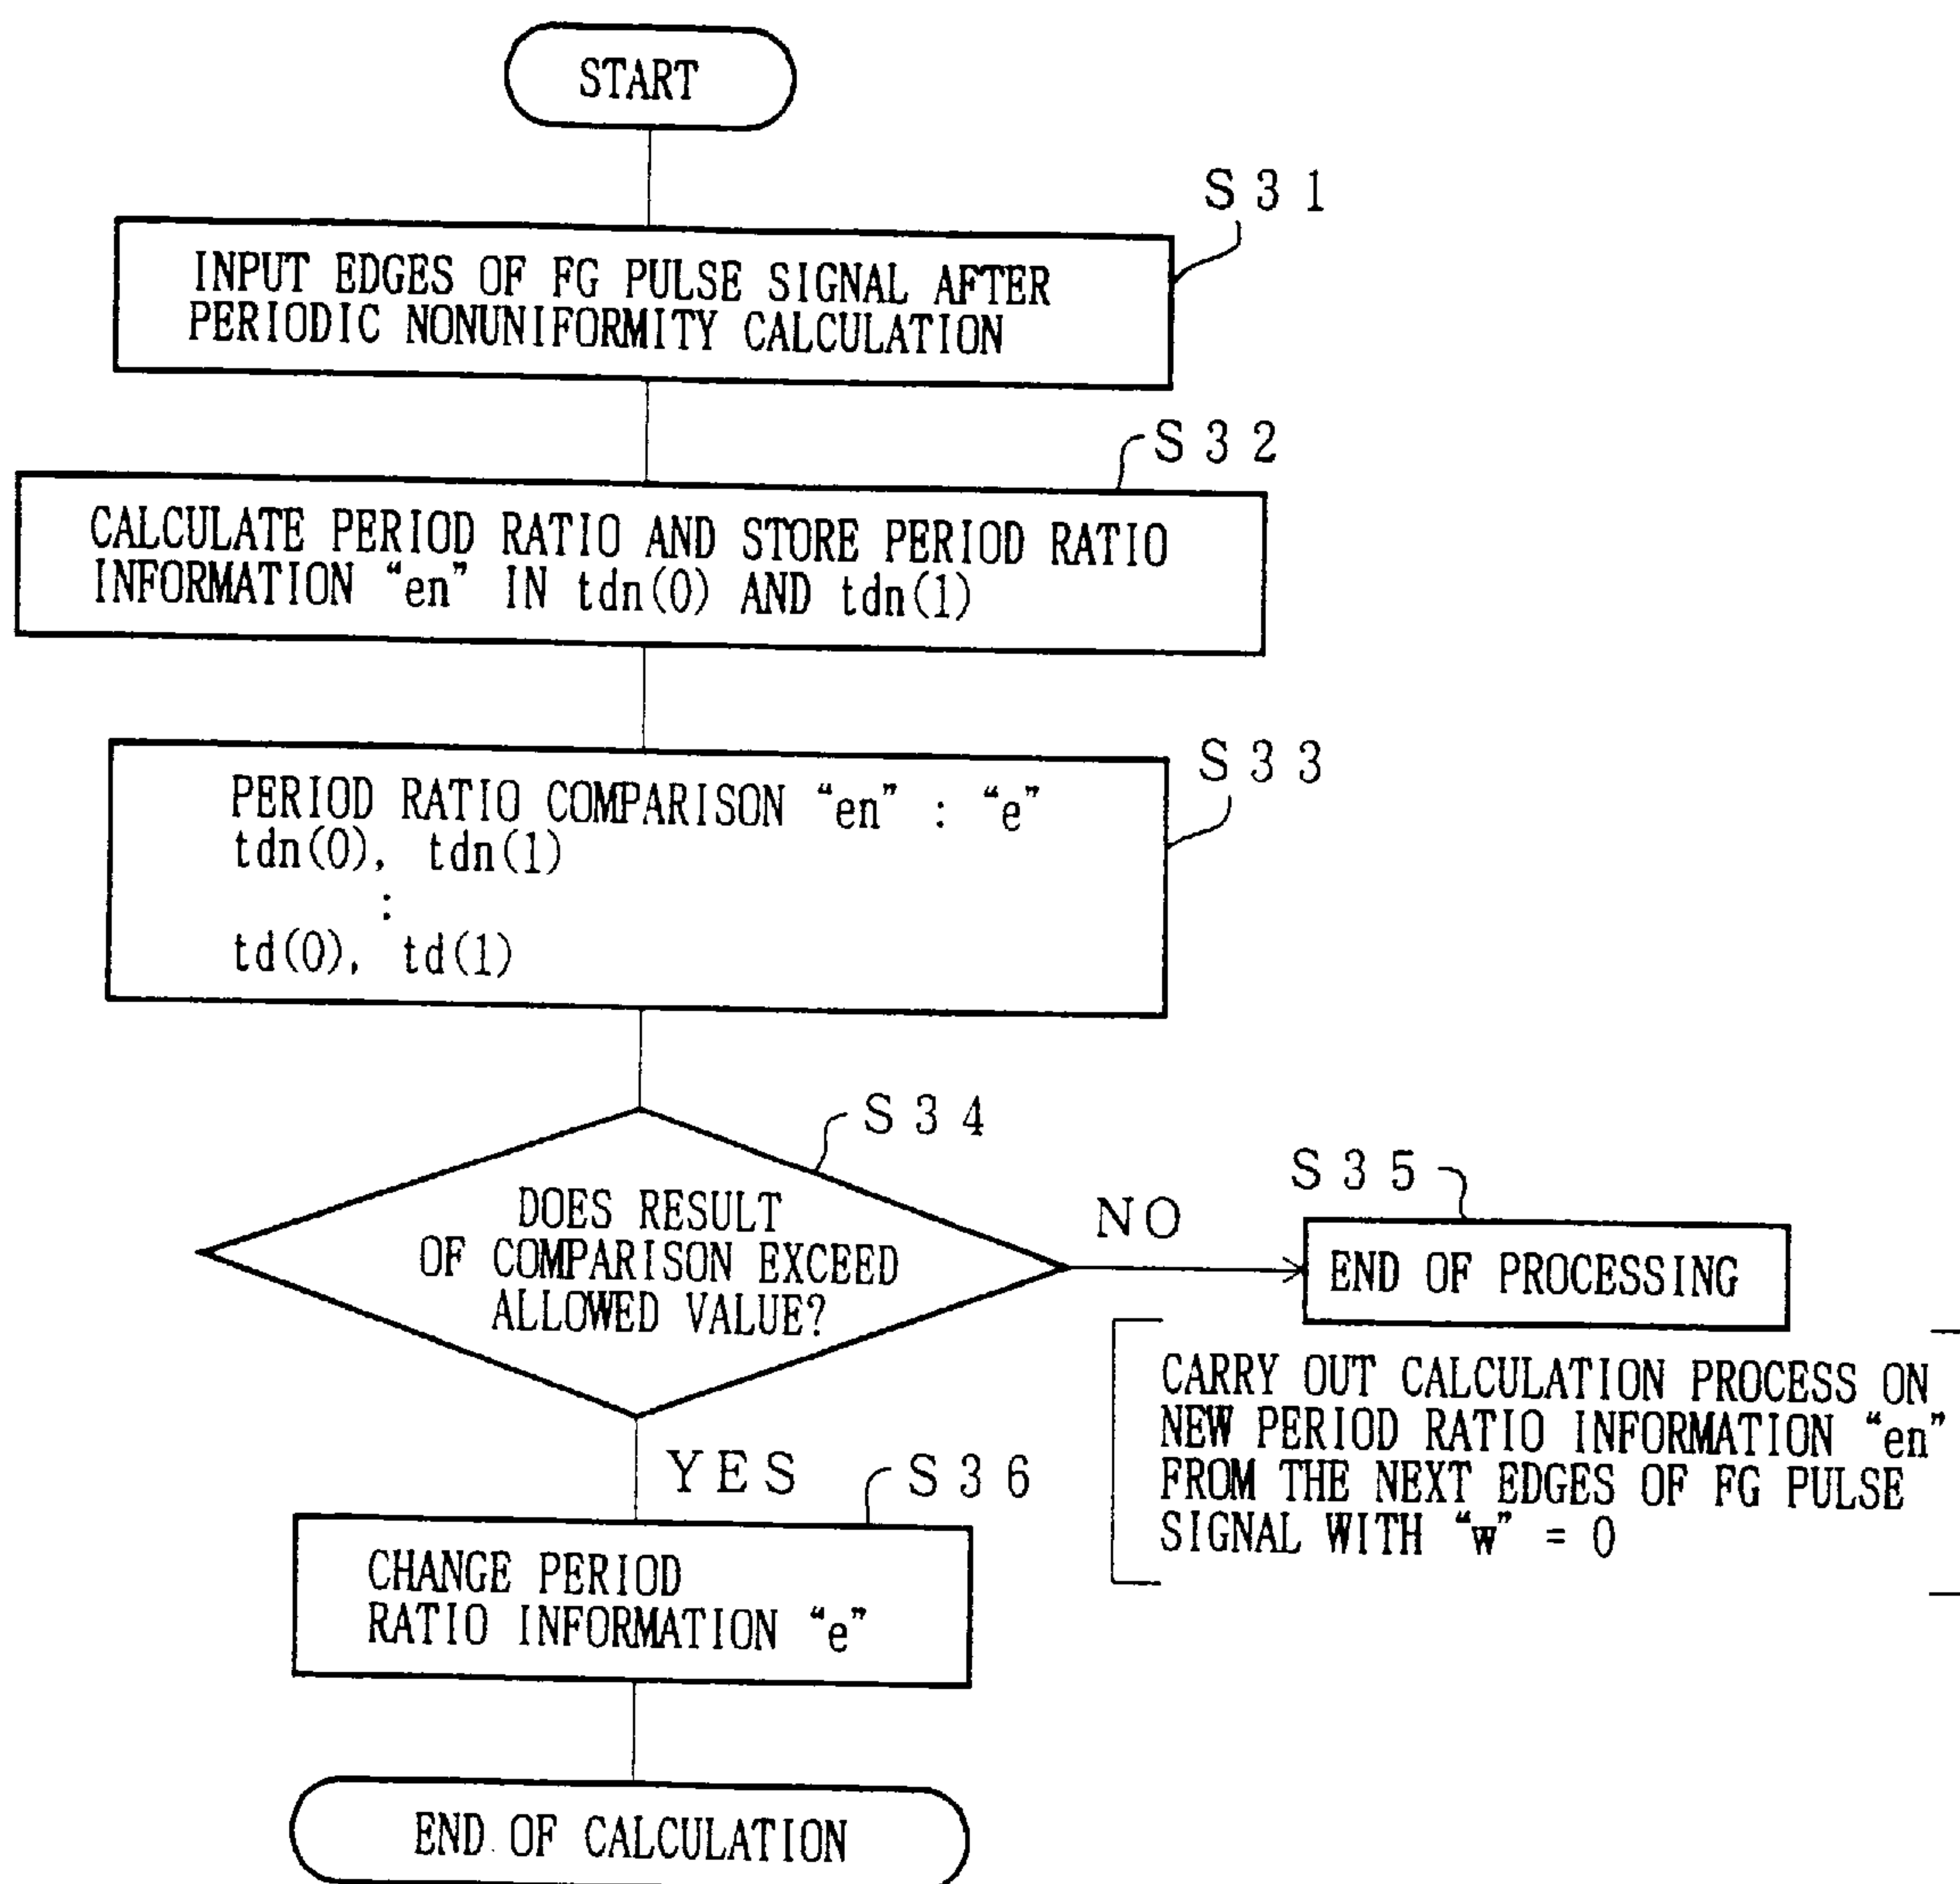 START
S31
INPUT EDGES OF FG PULSE SIGNAL AFTER
PERIODIC NONUNIFORMITY CALCULATION
S32
CALCULATE PERIOD RATIO AND STORE PERIOD RATIO
INFORMATION “en” IN tdn(0) AND tdn(1)
S33
PERIOD RATIO COMPARISON “en” : “e”
tdn(0), tdn(1)
:
td(0), td(1)
S34
DOES RESULT
OF COMPARISON EXCEED
ALLOWED VALUE?
NO
S35
END OF PROCESSING
CARRY OUT CALCULATION PROCESS ON
NEW PERIOD RATIO INFORMATION “en”
FROM THE NEXT EDGES OF FG PULSE
SIGNAL WITH “w” = 0
YES
S36
CHANGE PERIOD
RATIO INFORMATION “e”
END OF CALCULATION